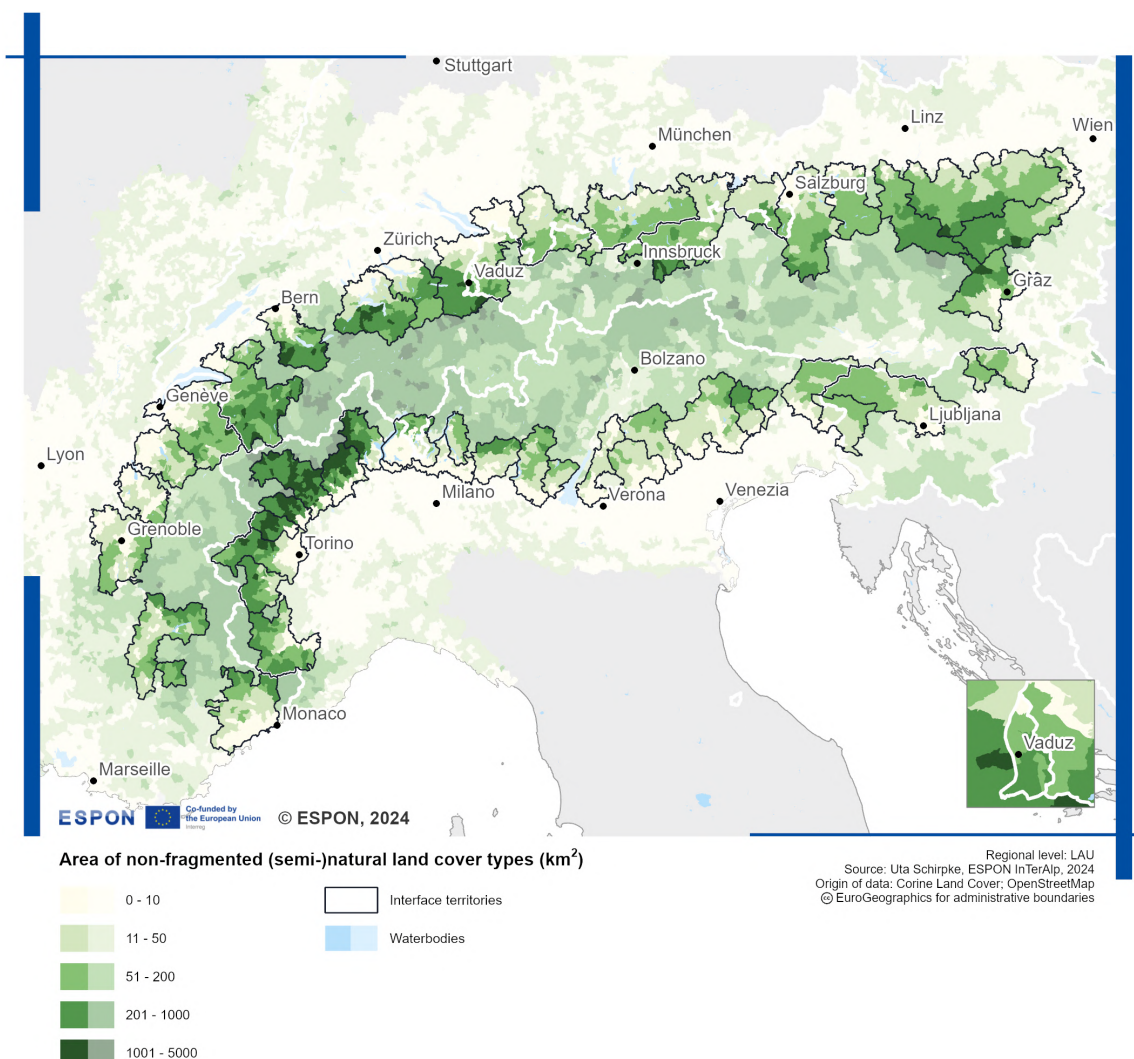 Stuttgart
Linz
Wien
München
Salzburg
Zürich
Innsbruck
Vaduz
Graz
Bern
Bolzano
Genève
Ljubljana
Lyon
Milano
Verona
Venezia
Grenoble
Torino
Monaco
Vaduz
Marseille
ESPON
Co-funded by
the European Union
Interreg
© ESPON, 2024
Area of non-fragmented (semi-)natural land cover types (km²)
0 - 10
11 - 50
51 - 200
201 - 1000
1001 - 5000
Interface territories
Waterbodies
Regional level: LAU
Source: Uta Schirpke, ESPON InTerAlp, 2024
Origin of data: Corine Land Cover; OpenStreetMap
cc EuroGeographics for administrative boundaries